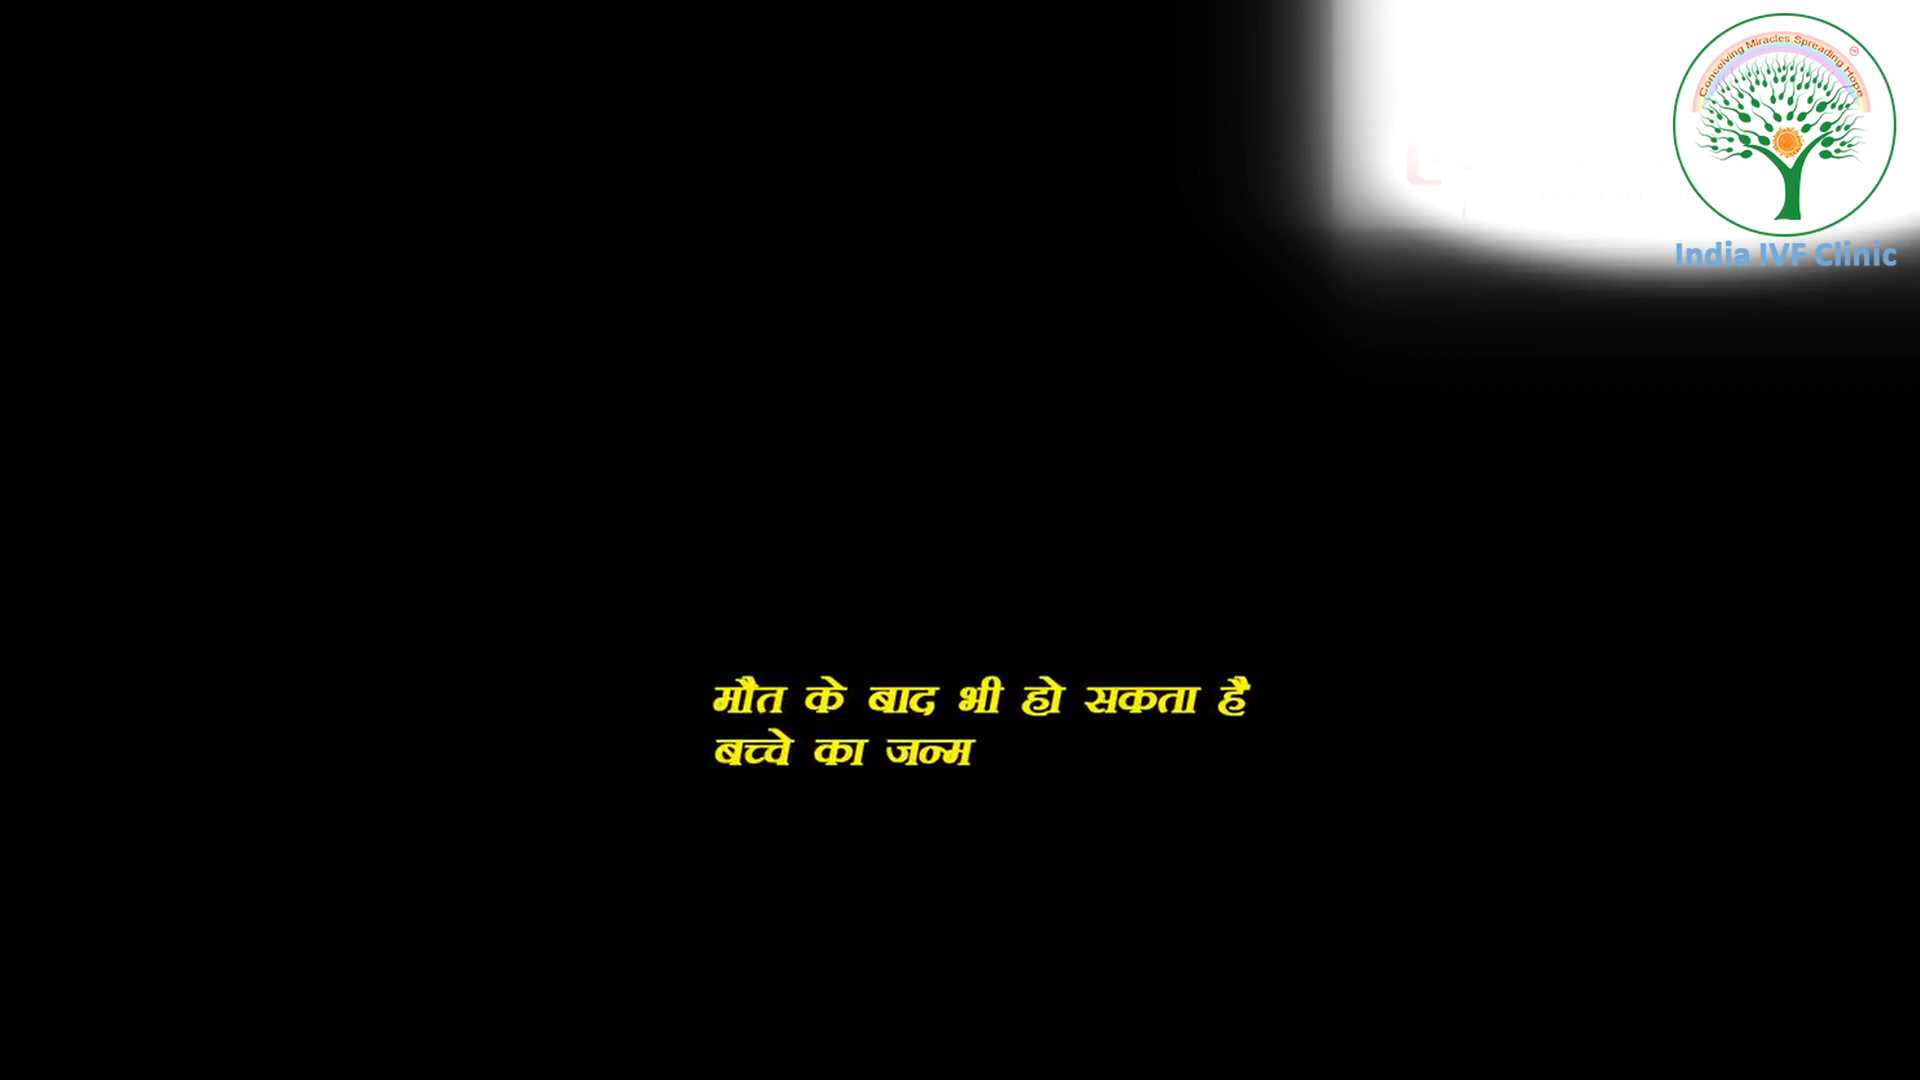 Conceiving Miracles Spreading Hope
India IVF Clinic
मौत के बाद भी हो सकता है
बच्चे का जन्म